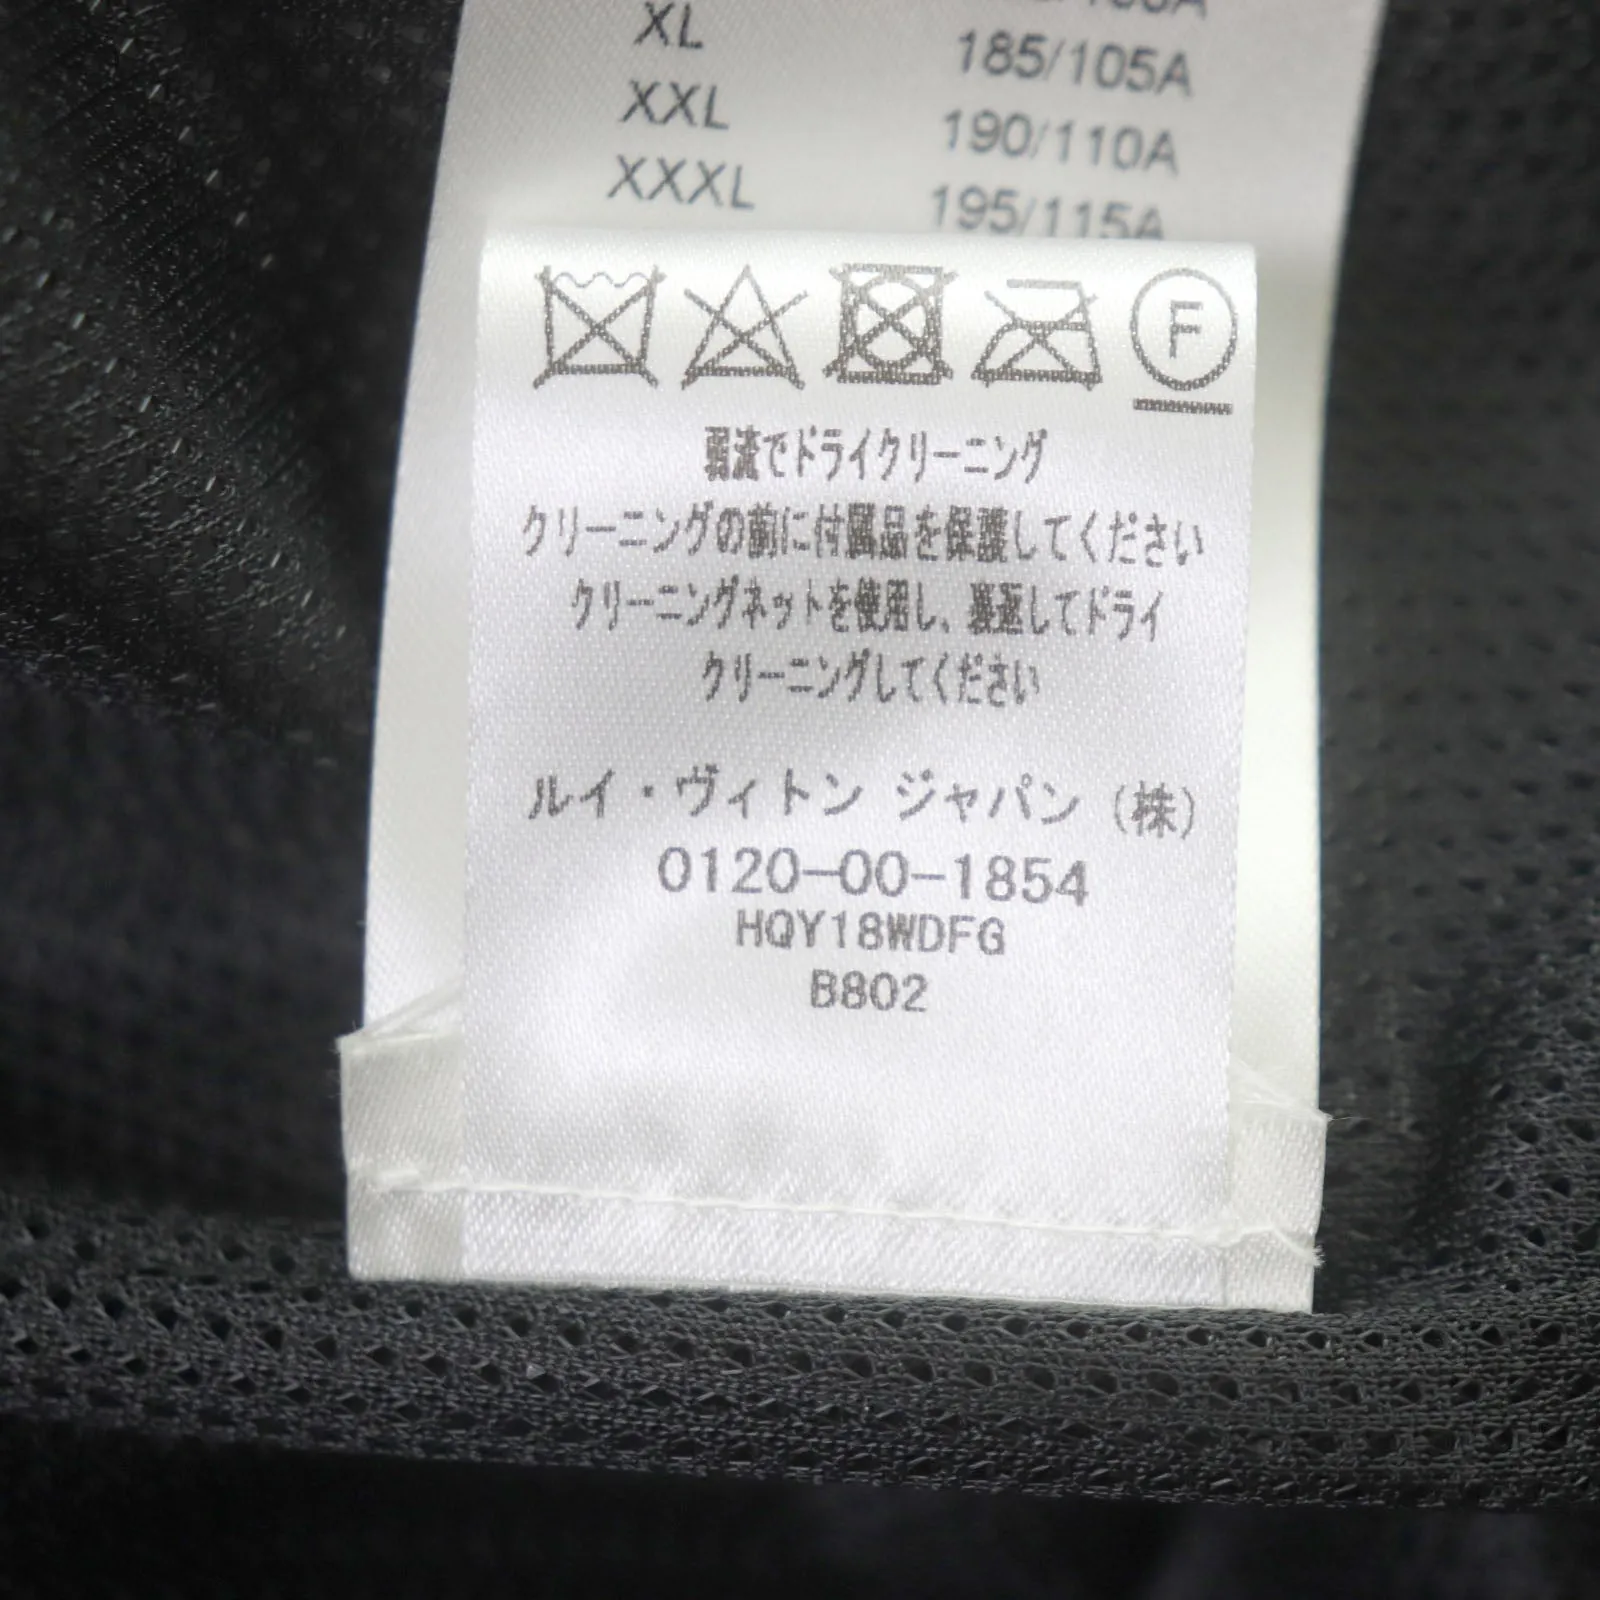 XL 185/105A
XXL 190/110A
XXXL 195/115A
F
弱流でドライクリーニング
クリーニングの前に付属品を保護してください
クリーニングネットを使用し、裏返してドライ
クリーニングしてください
ルイ・ヴィトン ジャパン (株)
0120-00-1854
HQY18WDFG
B802